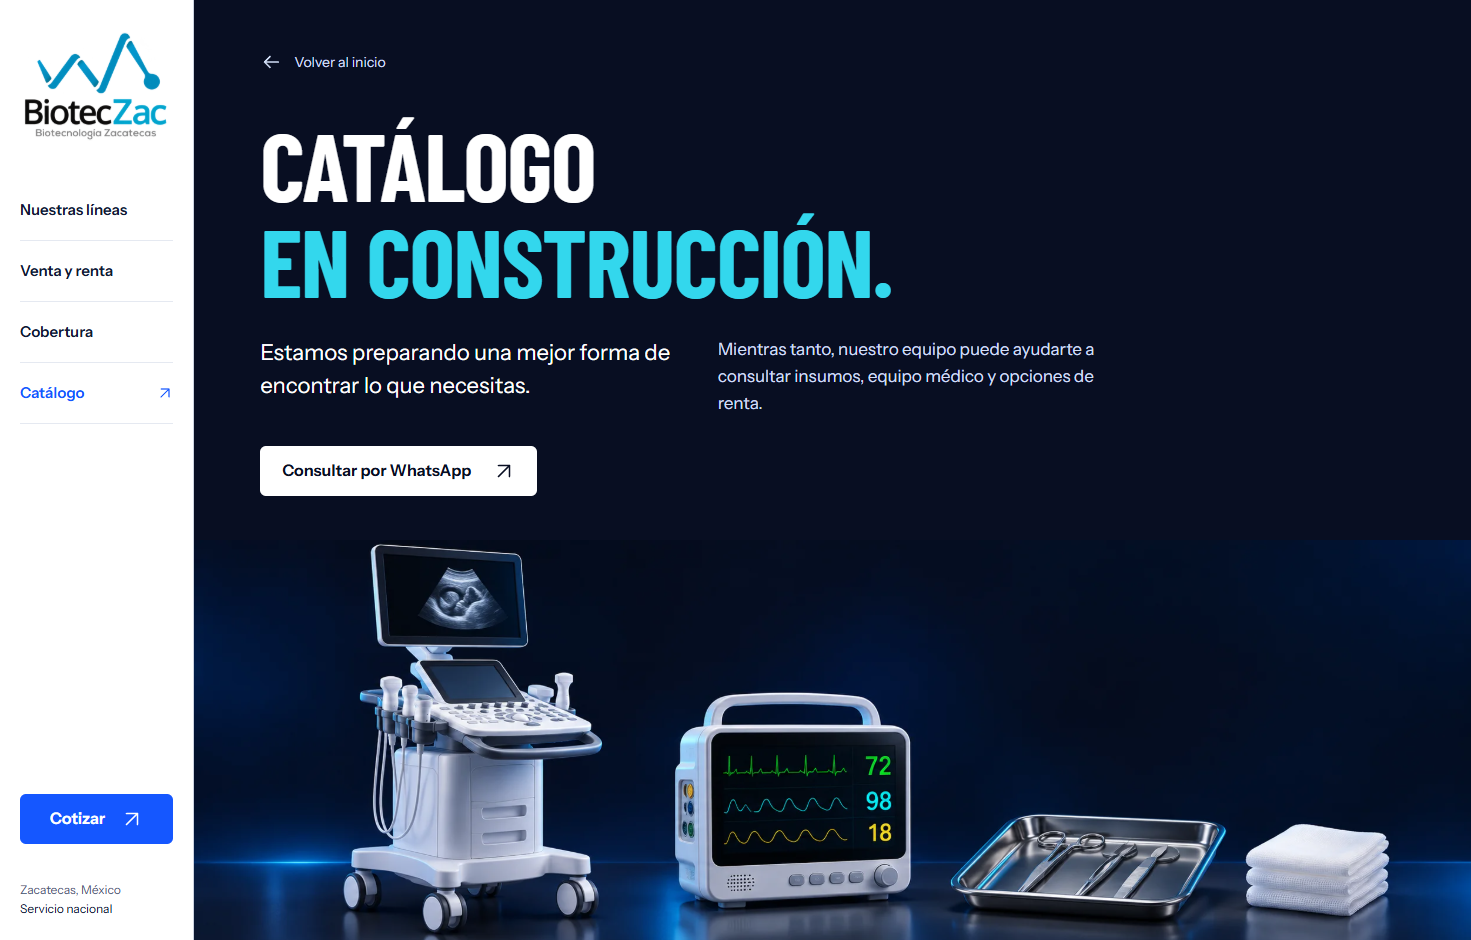 BiotecZac
Biotecnología Zacatecas
Nuestras líneas
Venta y renta
Cobertura
Catálogo
Cotizar
Zacatecas, México
Servicio nacional
Volver al inicio
CATÁLOGO
EN CONSTRUCCIÓN.
Estamos preparando una mejor forma de
encontrar lo que necesitas.
Mientras tanto, nuestro equipo puede ayudarte a
consultar insumos, equipo médico y opciones de
renta.
Consultar por WhatsApp
72
98
18